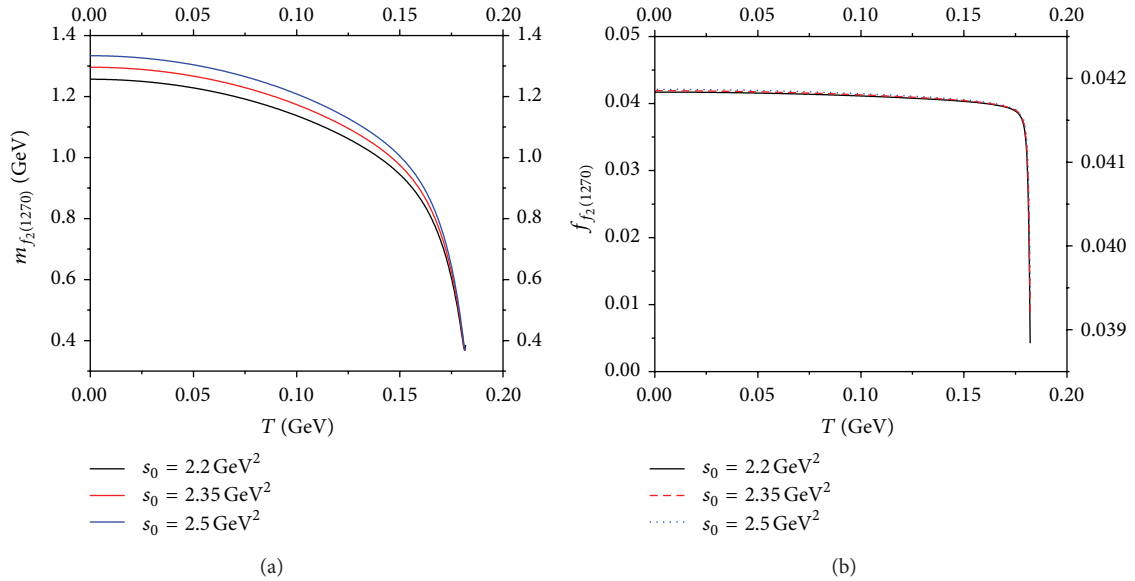 0.00 0.05 0.10 0.15 0.20
1.4 1.4
1.2 1.2
1.0 1.0
0.8 0.8
0.6 0.6
0.4 0.4
m_{f_2(1270)} (GeV)
0.00 0.05 0.10 0.15 0.20
T (GeV)
s_0 = 2.2 GeV^2
s_0 = 2.35 GeV^2
s_0 = 2.5 GeV^2
(a)
0.00 0.05 0.10 0.15 0.20
0.05
0.04
0.03
0.02
0.01
0.00
f_{f_2(1270)}
0.042
0.041
0.040
0.039
0.00 0.05 0.10 0.15 0.20
T (GeV)
s_0 = 2.2 GeV^2
s_0 = 2.35 GeV^2
s_0 = 2.5 GeV^2
(b)